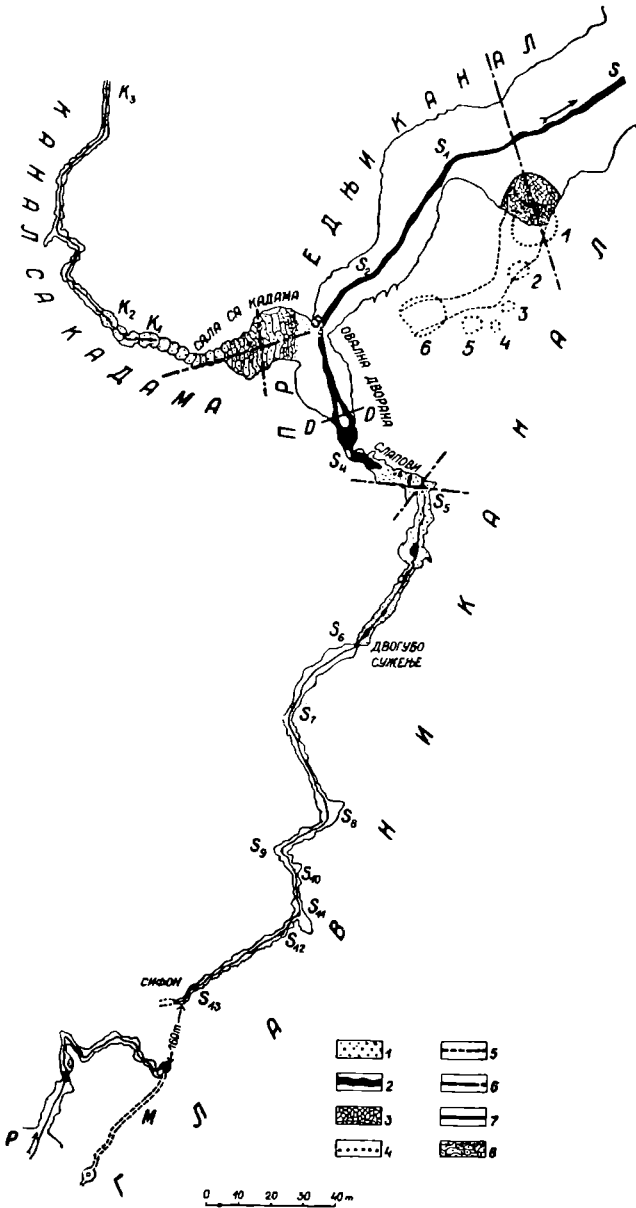 КАНАЛ СА КАДАМА
K₃
K₂
K₁
САЛА СА КАДАМА
ПРЕДЊИ КАНАЛ
S
S₁
S₂
ОВАЛНА ДВОРАНА
D
D
S₄
СЛАПОВИ
S₅
1
2
3
4
5
6
ГЛАВНИ КАНАЛ
S₆
ДВОГУБО
СУЖЕЊЕ
S₇
S₈
S₉
S₁₀
S₁₁
S₁₂
СИФОН
S₁₃
160m
М
Р
1
2
3
4
5
6
7
8
0 10 20 30 40 m